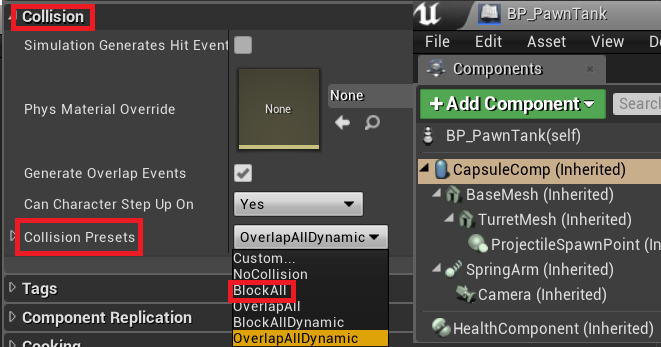 Collision
Simulation Generates Hit Event
Phys Material Override
None
None
Generate Overlap Events
Can Character Step Up On
Yes
Collision Presets
OverlapAllDynamic
Custom...
NoCollision
BlockAll
OverlapAll
BlockAllDynamic
OverlapAllDynamic
Tags
Component Replication
Cooking
BP_PawnTank
File Edit Asset View D
Components
+Add Component
Search
BP_PawnTank(self)
CapsuleComp (Inherited)
BaseMesh (Inherited)
TurretMesh (Inherited)
ProjectileSpawnPoint (In
SpringArm (Inherited)
Camera (Inherited)
HealthComponent (Inherited)